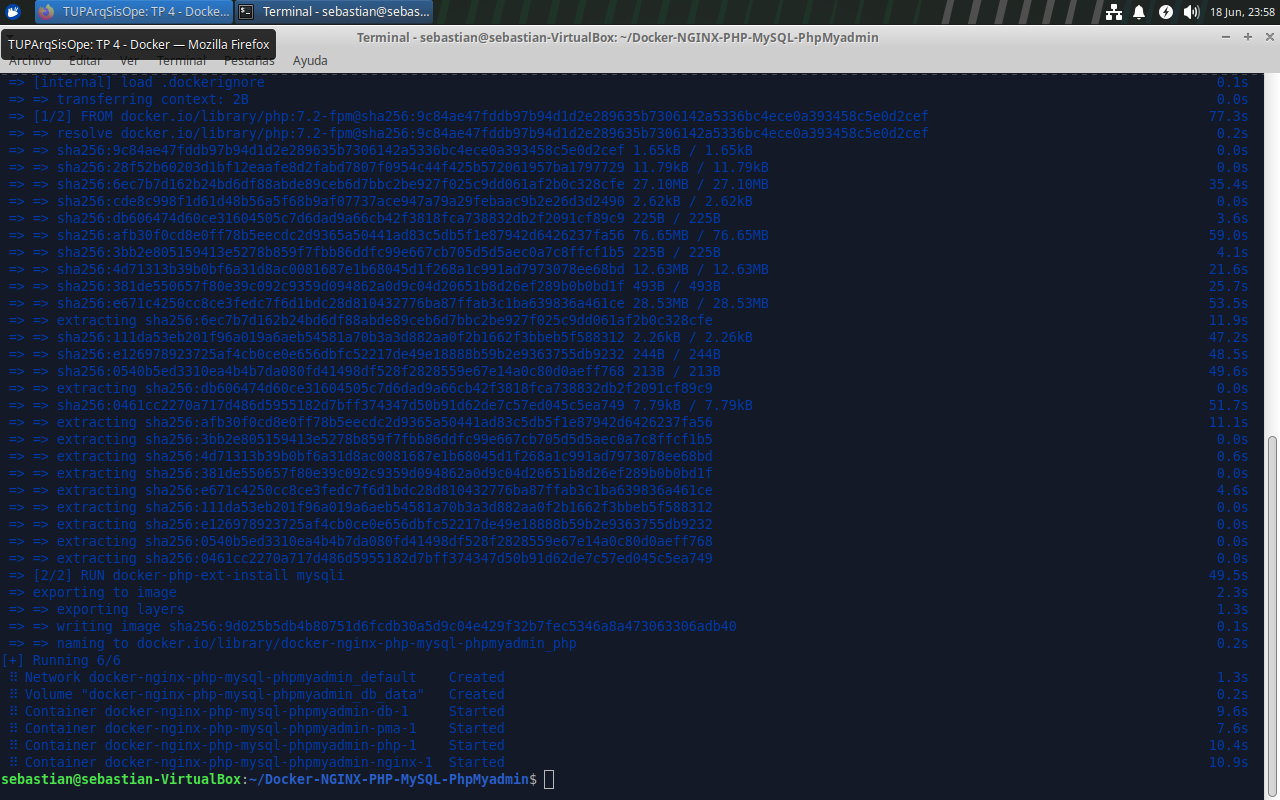 TUPArqSisOpe: TP 4 - Docke...
Terminal - sebastian@sebas...
18 Jun, 23:58
TUPArqSisOpe: TP 4 - Docker — Mozilla Firefox
Terminal - sebastian@sebastian-VirtualBox: ~/Docker-NGINX-PHP-MySQL-PhpMyadmin
Archivo Editar Ver Terminal Pestañas Ayuda
=> [internal] load .dockerignore 0.1s
=> => transferring context: 2B 0.0s
=> [1/2] FROM docker.io/library/php:7.2-fpm@sha256:9c84ae47fddb97b94d1d2e289635b7306142a5336bc4ece0a393458c5e0d2cef 77.3s
=> => resolve docker.io/library/php:7.2-fpm@sha256:9c84ae47fddb97b94d1d2e289635b7306142a5336bc4ece0a393458c5e0d2cef 0.2s
=> => sha256:9c84ae47fddb97b94d1d2e289635b7306142a5336bc4ece0a393458c5e0d2cef 1.65kB / 1.65kB 0.0s
=> => sha256:28f52b60203d1bf12eaafe8d2fabd7807f0954c44f425b572061957ba1797729 11.79kB / 11.79kB 0.0s
=> => sha256:6ec7b7d162b24bd6df88abde89ceb6d7bbc2be927f025c9dd061af2b0c328cfe 27.10MB / 27.10MB 35.4s
=> => sha256:cde8c998f1d61d48b56a5f68b9af07737ace947a79a29febaac9b2e26d3d2490 2.62kB / 2.62kB 0.0s
=> => sha256:db606474d60ce31604505c7d6dad9a66cb42f3818fca738832db2f2091cf89c9 225B / 225B 3.6s
=> => sha256:afb30f0cd8e0ff78b5eecdc2d9365a50441ad83c5db5f1e87942d6426237fa56 76.65MB / 76.65MB 59.0s
=> => sha256:3bb2e805159413e5278b859f7fbb86ddfc99e667cb705d5d5aec0a7c8ffcf1b5 225B / 225B 4.1s
=> => sha256:4d71313b39b0bf6a31d8ac0081687e1b68045d1f268a1c991ad7973078ee68bd 12.63MB / 12.63MB 21.6s
=> => sha256:381de550657f80e39c092c9359d094862a0d9c04d20651b8d26ef289b0b0bd1f 493B / 493B 25.7s
=> => sha256:e671c4250cc8ce3fedc7f6d1bdc28d810432776ba87ffab3c1ba639836a461ce 28.53MB / 28.53MB 53.5s
=> => extracting sha256:6ec7b7d162b24bd6df88abde89ceb6d7bbc2be927f025c9dd061af2b0c328cfe 11.9s
=> => sha256:111da53eb201f96a019a6aeb54581a70b3a3d882aa0f2b1662f3bbeb5f588312 2.26kB / 2.26kB 47.2s
=> => sha256:e126978923725af4cb0ce0e656dbfc52217de49e18888b59b2e9363755db9232 244B / 244B 48.5s
=> => sha256:0540b5ed3310ea4b4b7da080fd41498df528f2828559e67e14a0c80d0aeff768 213B / 213B 49.6s
=> => extracting sha256:db606474d60ce31604505c7d6dad9a66cb42f3818fca738832db2f2091cf89c9 0.0s
=> => sha256:0461cc2270a717d486d5955182d7bff374347d50b91d62de7c57ed045c5ea749 7.79kB / 7.79kB 51.7s
=> => extracting sha256:afb30f0cd8e0ff78b5eecdc2d9365a50441ad83c5db5f1e87942d6426237fa56 11.1s
=> => extracting sha256:3bb2e805159413e5278b859f7fbb86ddfc99e667cb705d5d5aec0a7c8ffcf1b5 0.0s
=> => extracting sha256:4d71313b39b0bf6a31d8ac0081687e1b68045d1f268a1c991ad7973078ee68bd 0.6s
=> => extracting sha256:381de550657f80e39c092c9359d094862a0d9c04d20651b8d26ef289b0b0bd1f 0.0s
=> => extracting sha256:e671c4250cc8ce3fedc7f6d1bdc28d810432776ba87ffab3c1ba639836a461ce 4.6s
=> => extracting sha256:111da53eb201f96a019a6aeb54581a70b3a3d882aa0f2b1662f3bbeb5f588312 0.0s
=> => extracting sha256:e126978923725af4cb0ce0e656dbfc52217de49e18888b59b2e9363755db9232 0.0s
=> => extracting sha256:0540b5ed3310ea4b4b7da080fd41498df528f2828559e67e14a0c80d0aeff768 0.0s
=> => extracting sha256:0461cc2270a717d486d5955182d7bff374347d50b91d62de7c57ed045c5ea749 0.0s
=> [2/2] RUN docker-php-ext-install mysqli 49.5s
=> exporting to image 2.3s
=> => exporting layers 1.3s
=> => writing image sha256:9d025b5db4b80751d6fcdb30a5d9c04e429f32b7fec5346a8a473063306adb40 0.1s
=> => naming to docker.io/library/docker-nginx-php-mysql-phpmyadmin_php 0.2s
[+] Running 6/6
⠿ Network docker-nginx-php-mysql-phpmyadmin_default Created 1.3s
⠿ Volume "docker-nginx-php-mysql-phpmyadmin_db_data" Created 0.2s
⠿ Container docker-nginx-php-mysql-phpmyadmin-db-1 Started 9.6s
⠿ Container docker-nginx-php-mysql-phpmyadmin-pma-1 Started 7.6s
⠿ Container docker-nginx-php-mysql-phpmyadmin-php-1 Started 10.4s
⠿ Container docker-nginx-php-mysql-phpmyadmin-nginx-1 Started 10.9s
sebastian@sebastian-VirtualBox:~/Docker-NGINX-PHP-MySQL-PhpMyadmin$